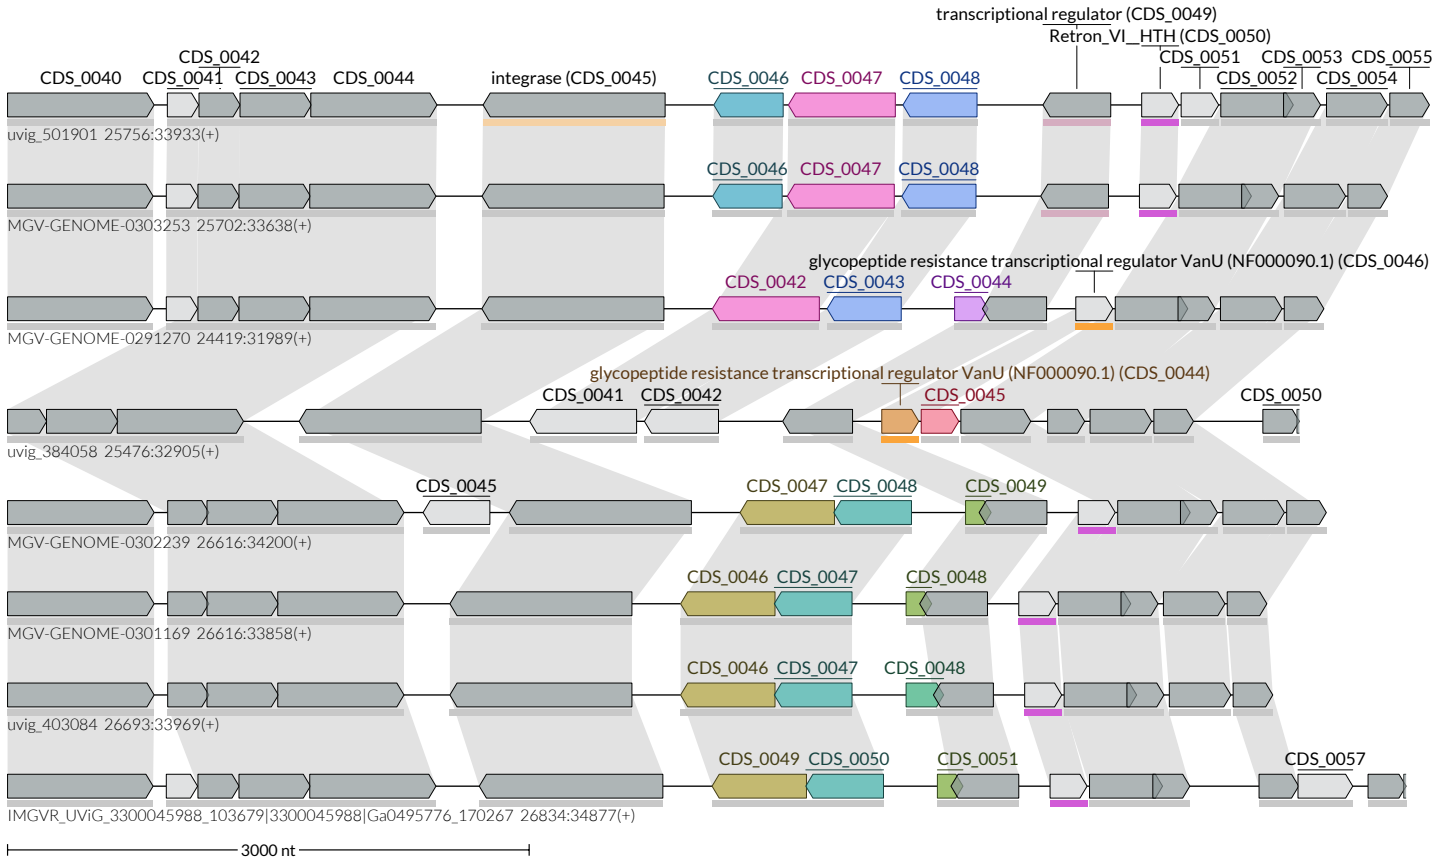 transcriptional regulator (CDS_0049)
Retron_VI__HTH (CDS_0050)
CDS_0042 CDS_0051 CDS_0053 CDS_0055
CDS_0040 CDS_0041 CDS_0043 CDS_0044 integrase (CDS_0045) CDS_0046 CDS_0047 CDS_0048 CDS_0052 CDS_0054
uvig_501901 25756:33933(+)
CDS_0046 CDS_0047 CDS_0048
MGV-GENOME-0303253 25702:33638(+)
glycopeptide resistance transcriptional regulator VanU (NF000090.1) (CDS_0046)
CDS_0042 CDS_0043 CDS_0044
MGV-GENOME-0291270 24419:31989(+)
glycopeptide resistance transcriptional regulator VanU (NF000090.1) (CDS_0044)
CDS_0041 CDS_0042 CDS_0045 CDS_0050
uvig_384058 25476:32905(+)
CDS_0045 CDS_0047 CDS_0048 CDS_0049
MGV-GENOME-0302239 26616:34200(+)
CDS_0046 CDS_0047 CDS_0048
MGV-GENOME-0301169 26616:33858(+)
CDS_0046 CDS_0047 CDS_0048
uvig_403084 26693:33969(+)
CDS_0049 CDS_0050 CDS_0051 CDS_0057
IMGVR_UViG_3300045988_103679|3300045988|Ga0495776_170267 26834:34877(+)
3000 nt